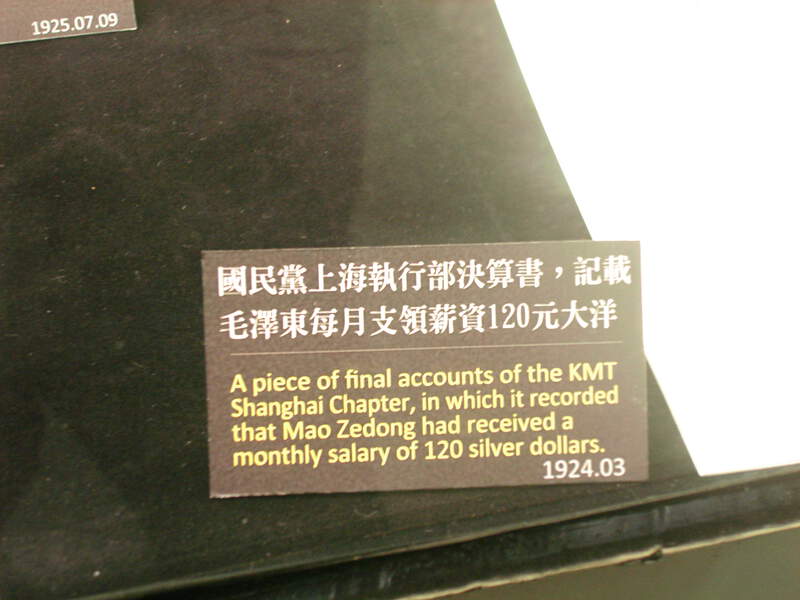 1925.07.09
國民黨上海執行部決算書，記載
毛澤東每月支領薪資120元大洋
A piece of final accounts of the KMT
Shanghai Chapter, in which it recorded
that Mao Zedong had received a
monthly salary of 120 silver dollars.
1924.03